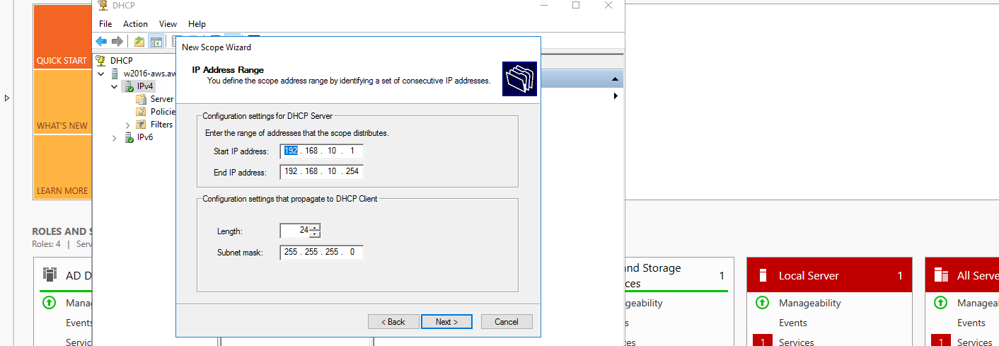 DHCP
File Action View Help
QUICK START
WHAT'S NEW
LEARN MORE
DHCP
w2016-aws.aw
IPv4
Server
Policie
Filters
IPv6
New Scope Wizard
IP Address Range
You define the scope address range by identifying a set of consecutive IP addresses.
Configuration settings for DHCP Server
Enter the range of addresses that the scope distributes.
Start IP address: 192 . 168 . 10 . 1
End IP address: 192 . 168 . 10 . 254
Configuration settings that propagate to DHCP Client
Length: 24
Subnet mask: 255 . 255 . 255 . 0
< Back Next > Cancel
ROLES AND S
Roles: 4 | Serv
AD D
Manag
Events
Servic
nd Storage 1
ces
geability
es
Local Server 1
Manageability
Events
1 Services
All Serve
Manageab
Events
1 Services